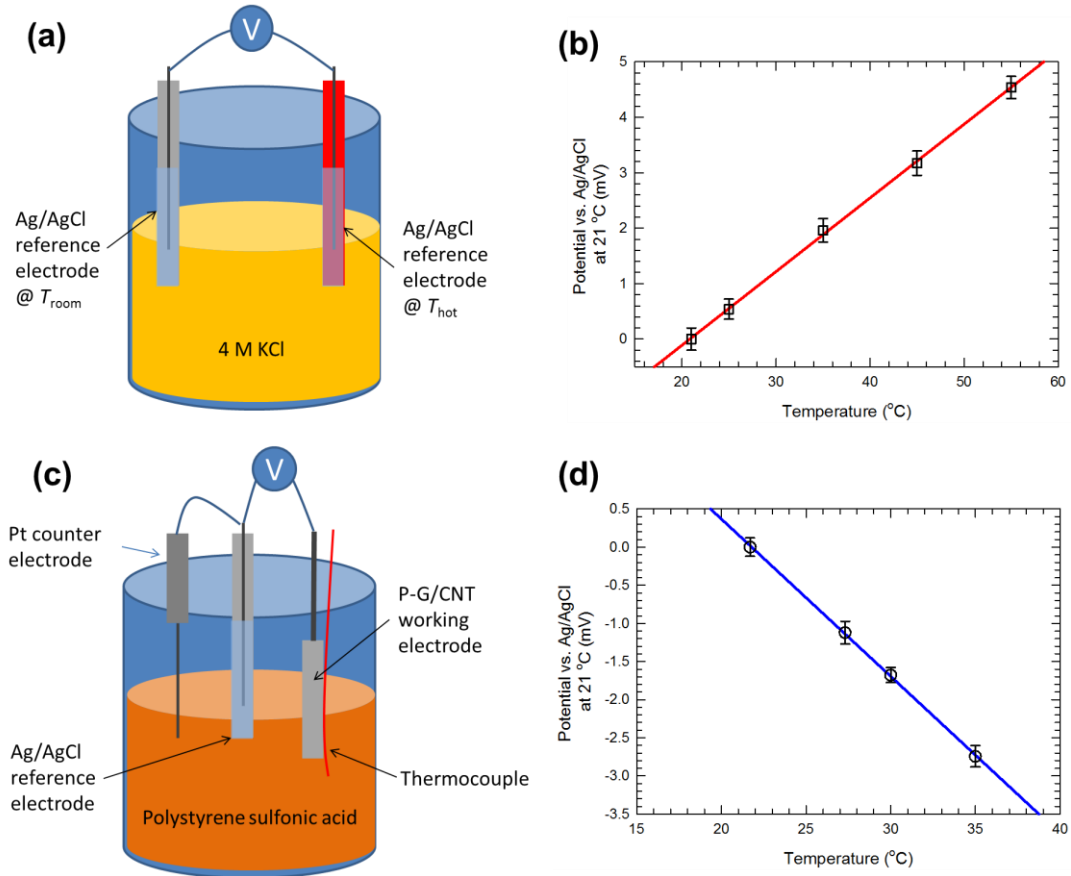 (a)
V
Ag/AgCl
reference
electrode
@ Troom
Ag/AgCl
reference
electrode
@ Thot
4 M KCl
(b)
Potential vs. Ag/AgCl
at 21 °C (mV)
5
4
3
2
1
0
20
30
40
50
60
Temperature (°C)
(c)
V
Pt counter
electrode
P-G/CNT
working
electrode
Ag/AgCl
reference
electrode
Thermocouple
Polystyrene sulfonic acid
(d)
Potential vs. Ag/AgCl
at 21 °C (mV)
0.5
0.0
-0.5
-1.0
-1.5
-2.0
-2.5
-3.0
-3.5
15
20
25
30
35
40
Temperature (°C)